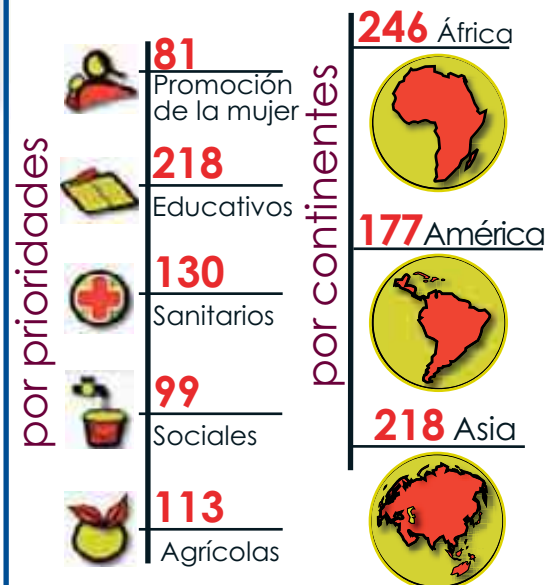 por prioridades
81
Promoción
de la mujer
218
Educativos
130
Sanitarios
99
Sociales
113
Agrícolas
por continentes
246 África
177 América
218 Asia